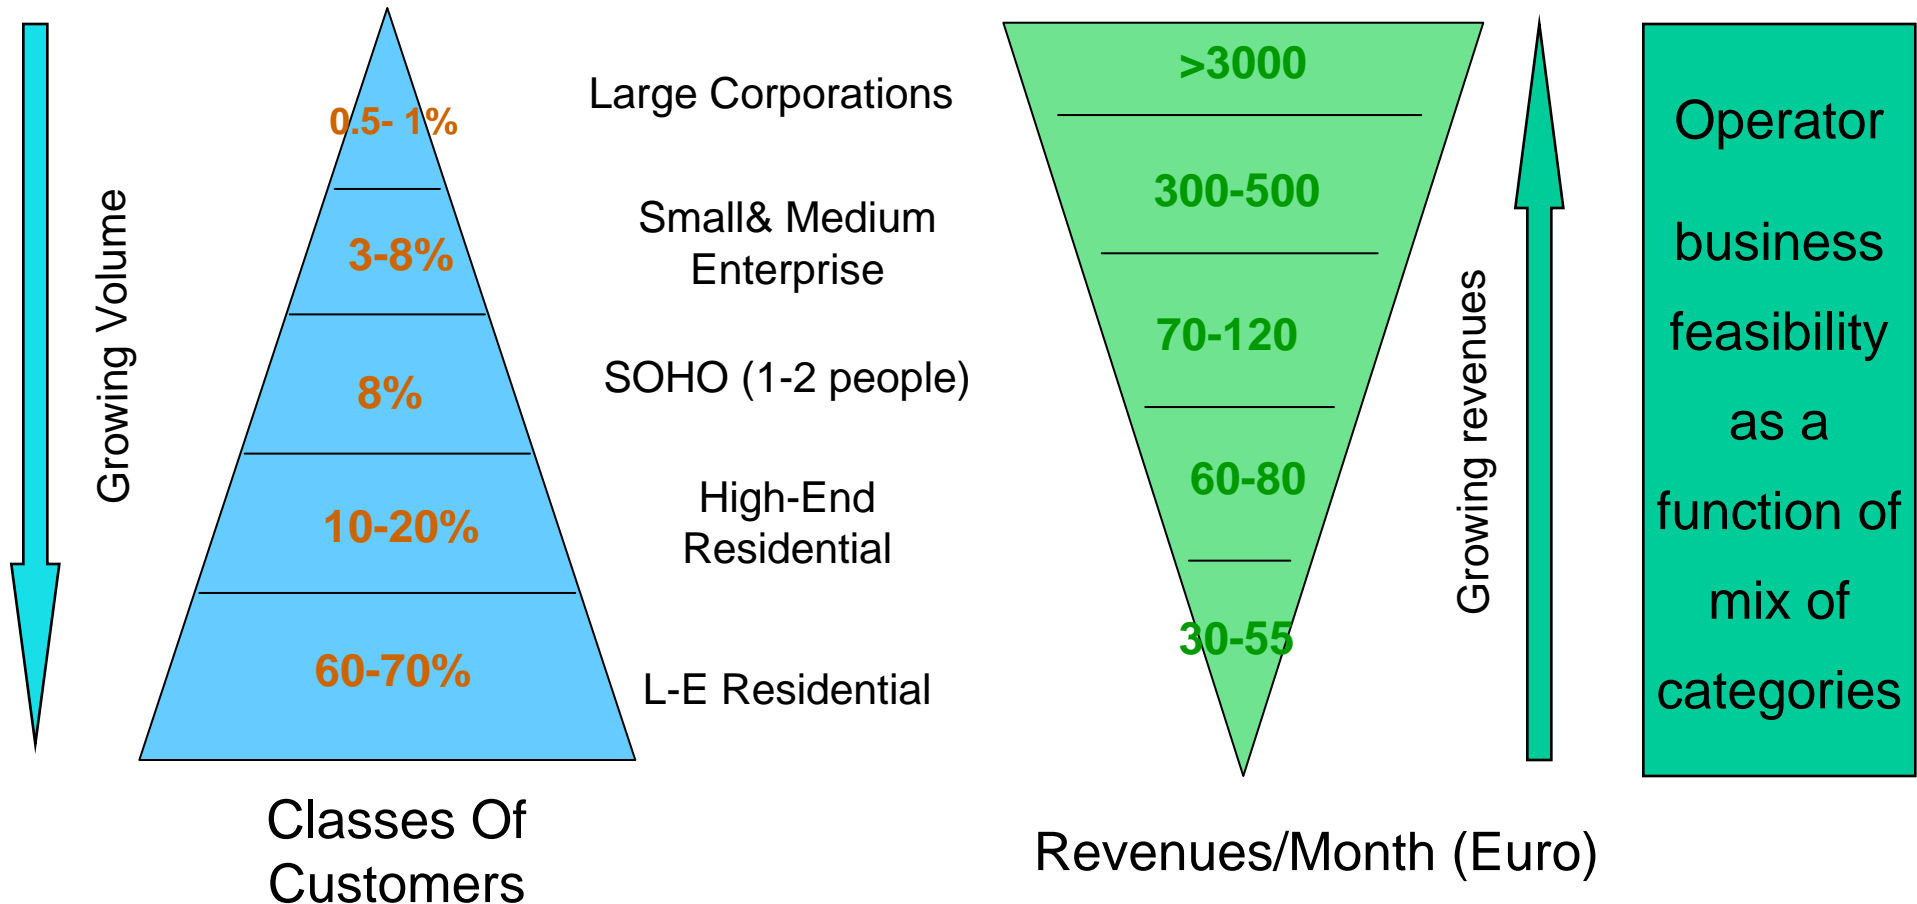 Growing Volume
0.5- 1%
3-8%
8%
10-20%
60-70%
Classes Of
Customers
Large Corporations
Small& Medium
Enterprise
SOHO (1-2 people)
High-End
Residential
L-E Residential
>3000
300-500
70-120
60-80
30-55
Revenues/Month (Euro)
Growing revenues
Operator
business
feasibility
as a
function of
mix of
categories